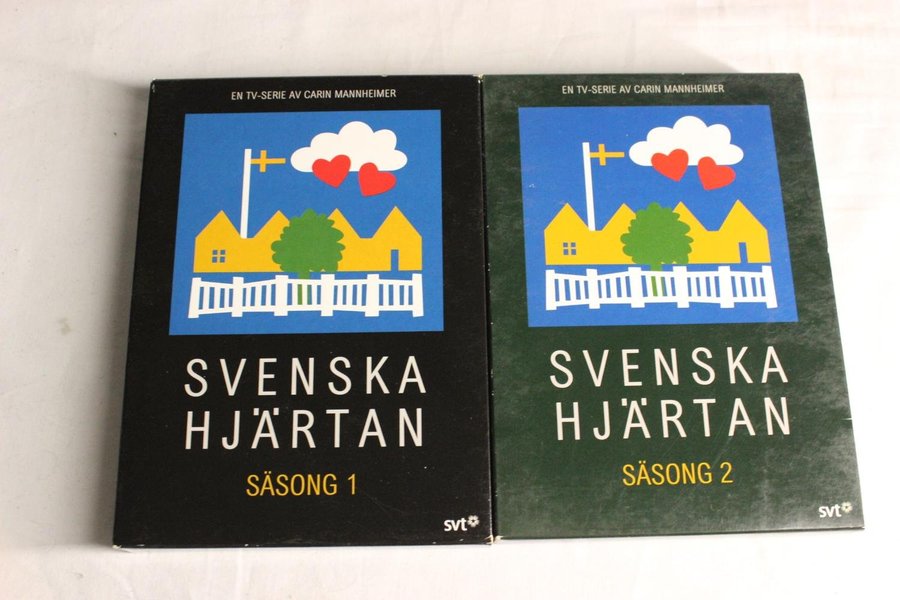 EN TV-SERIE AV CARIN MANNHEIMER
SVENSKA
HJÄRTAN
SÄSONG 1
svt
EN TV-SERIE AV CARIN MANNHEIMER
SVENSKA
HJÄRTAN
SÄSONG 2
svt